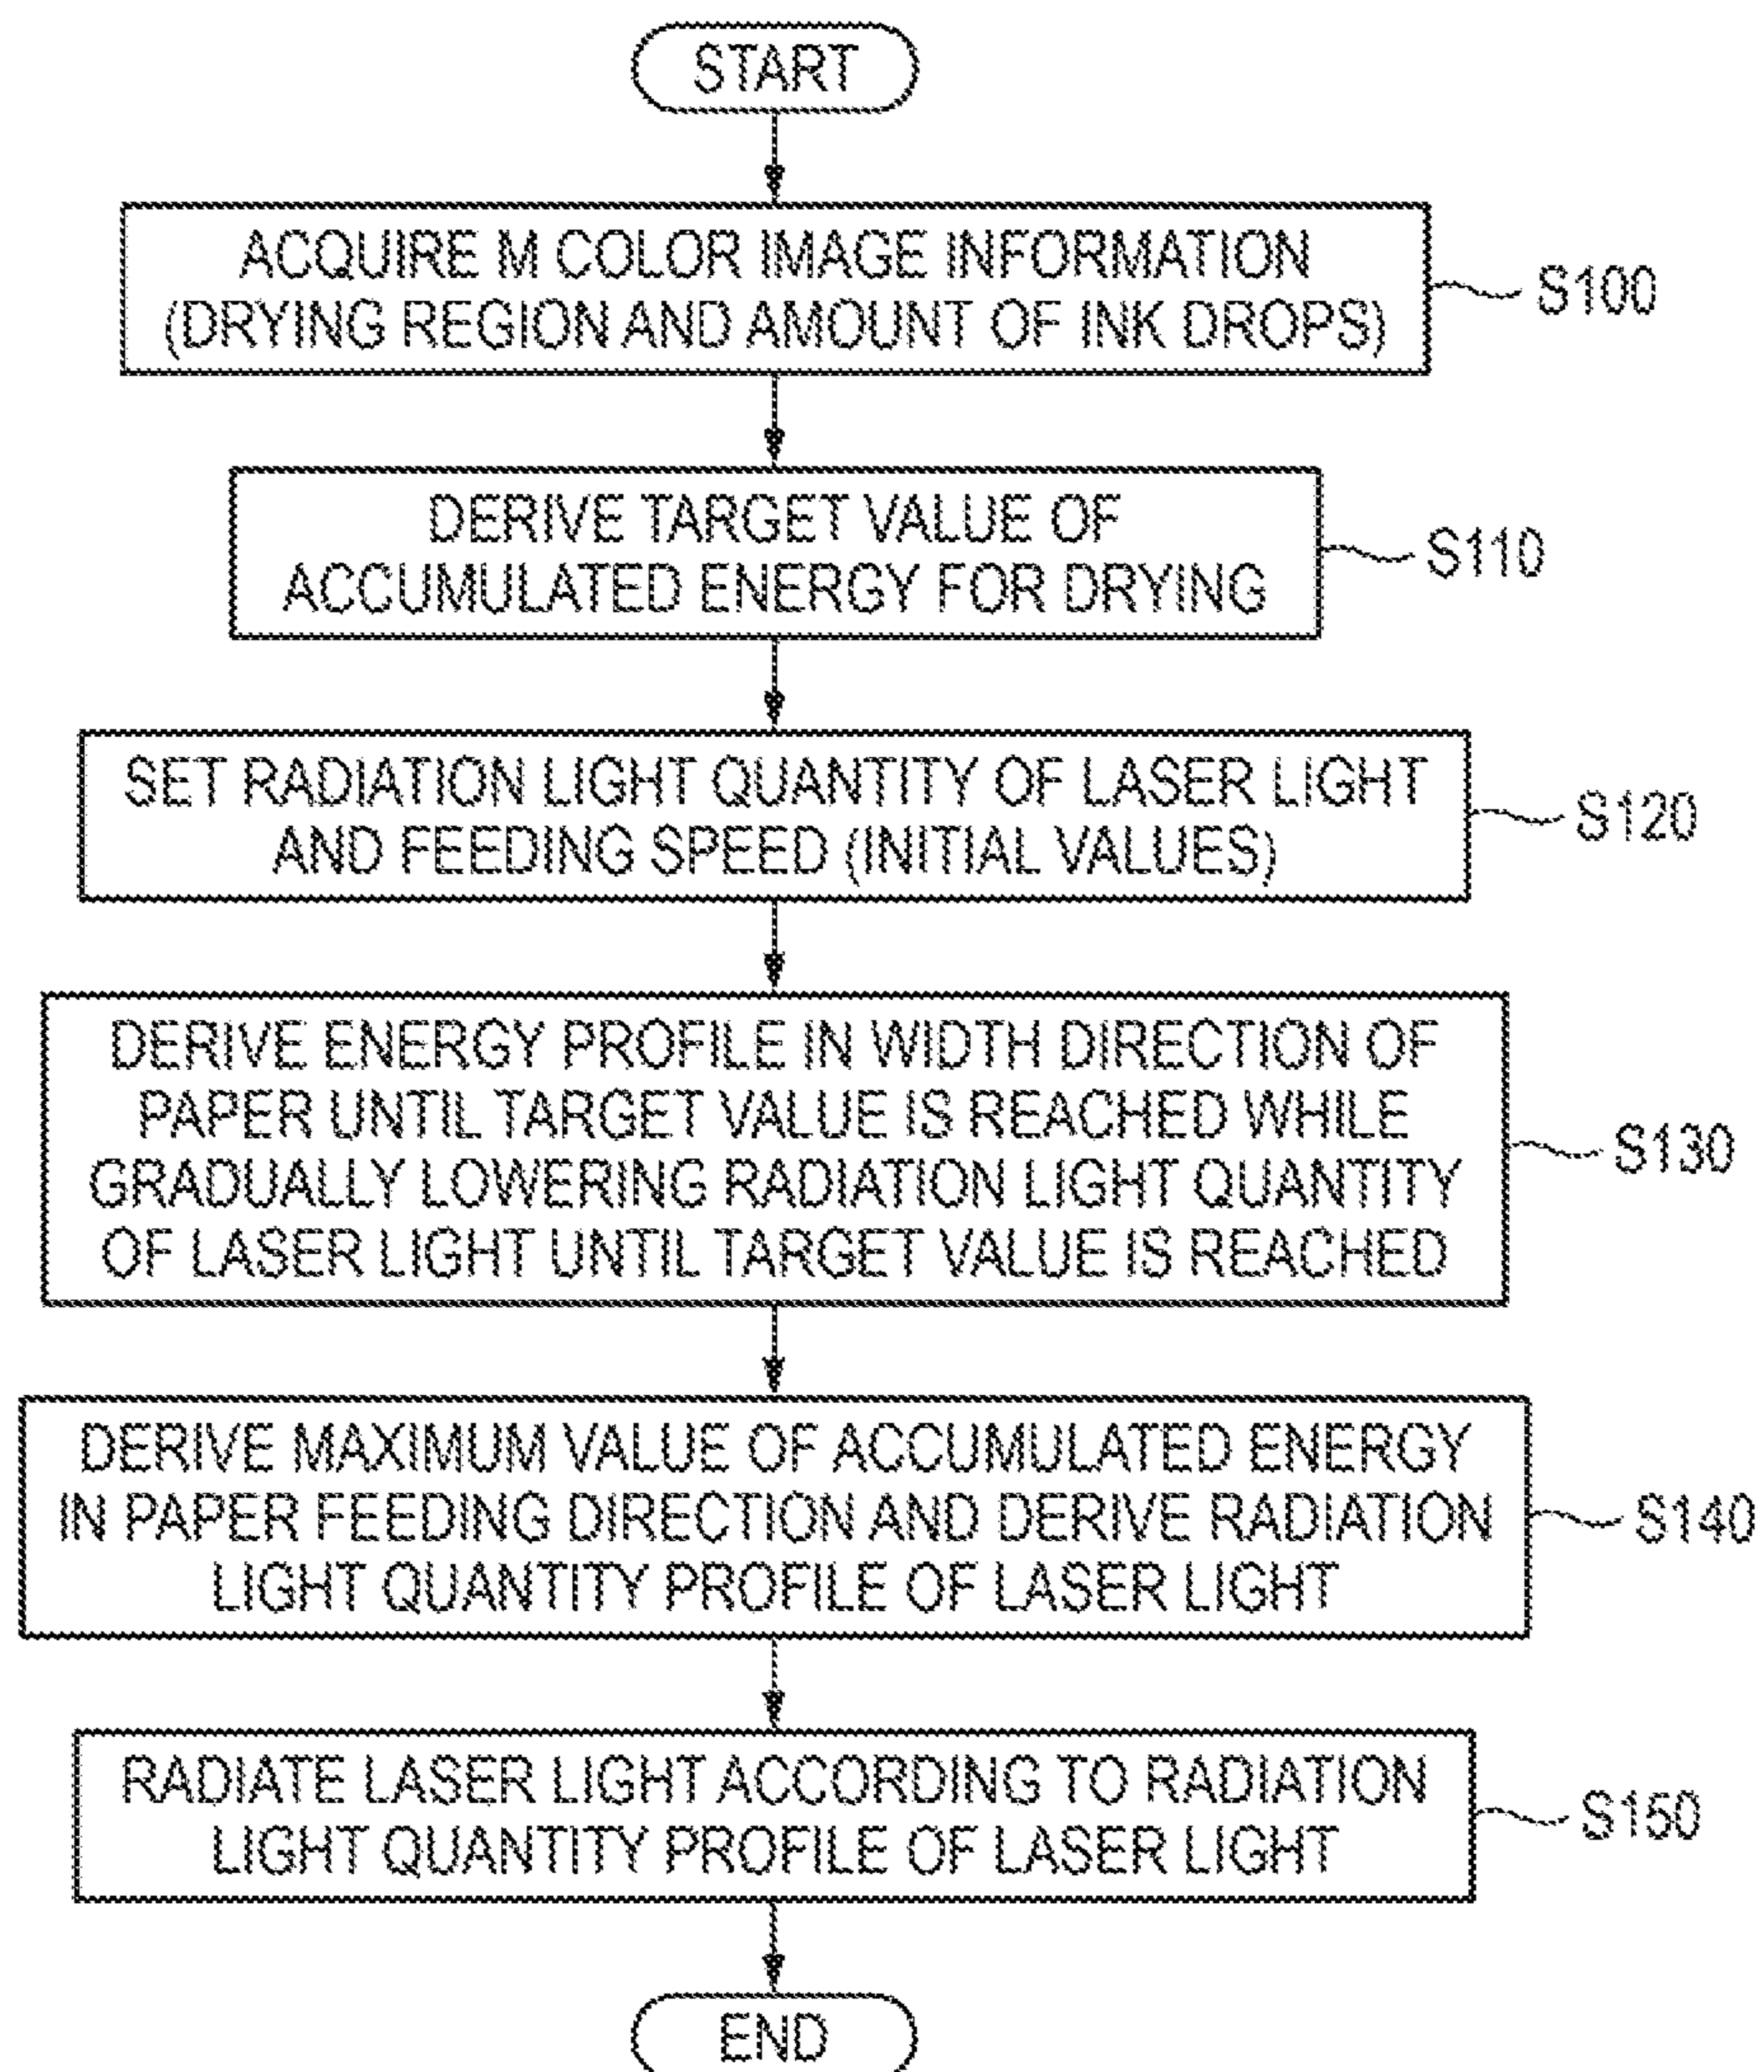 START
ACQUIRE M COLOR IMAGE INFORMATION
(DRYING REGION AND AMOUNT OF INK DROPS)
S100
DERIVE TARGET VALUE OF
ACCUMULATED ENERGY FOR DRYING
S110
SET RADIATION LIGHT QUANTITY OF LASER LIGHT
AND FEEDING SPEED (INITIAL VALUES)
S120
DERIVE ENERGY PROFILE IN WIDTH DIRECTION OF
PAPER UNTIL TARGET VALUE IS REACHED WHILE
GRADUALLY LOWERING RADIATION LIGHT QUANTITY
OF LASER LIGHT UNTIL TARGET VALUE IS REACHED
S130
DERIVE MAXIMUM VALUE OF ACCUMULATED ENERGY
IN PAPER FEEDING DIRECTION AND DERIVE RADIATION
LIGHT QUANTITY PROFILE OF LASER LIGHT
S140
RADIATE LASER LIGHT ACCORDING TO RADIATION
LIGHT QUANTITY PROFILE OF LASER LIGHT
S150
END